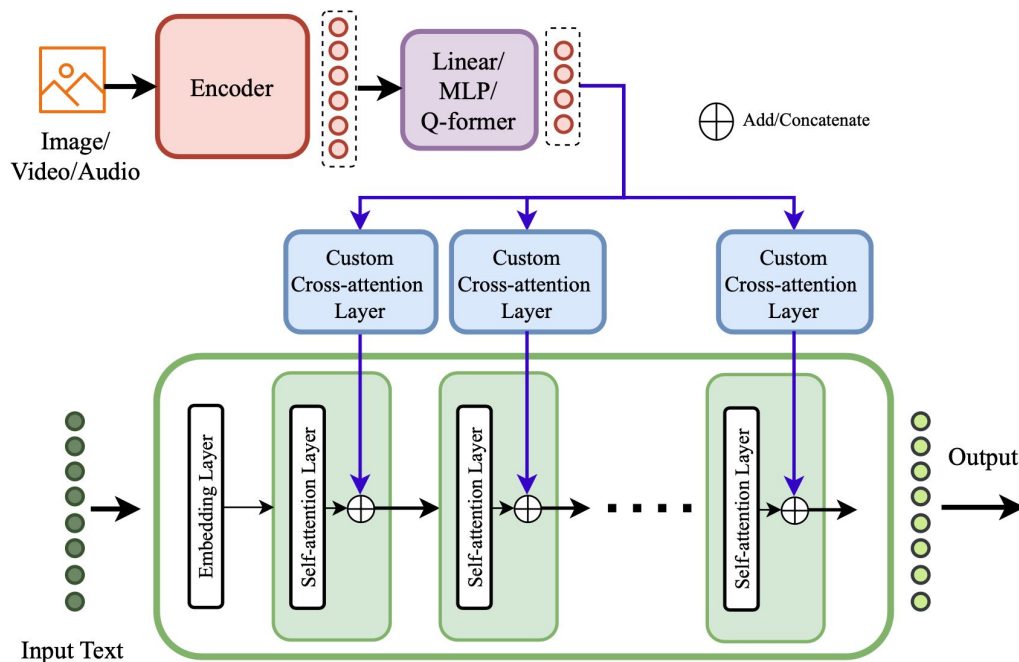 Image/
Video/Audio
Encoder
Linear/
MLP/
Q-former
Add/Concatenate
Custom
Cross-attention
Layer
Custom
Cross-attention
Layer
Custom
Cross-attention
Layer
Input Text
Embedding Layer
Self-attention Layer
Self-attention Layer
Self-attention Layer
Output